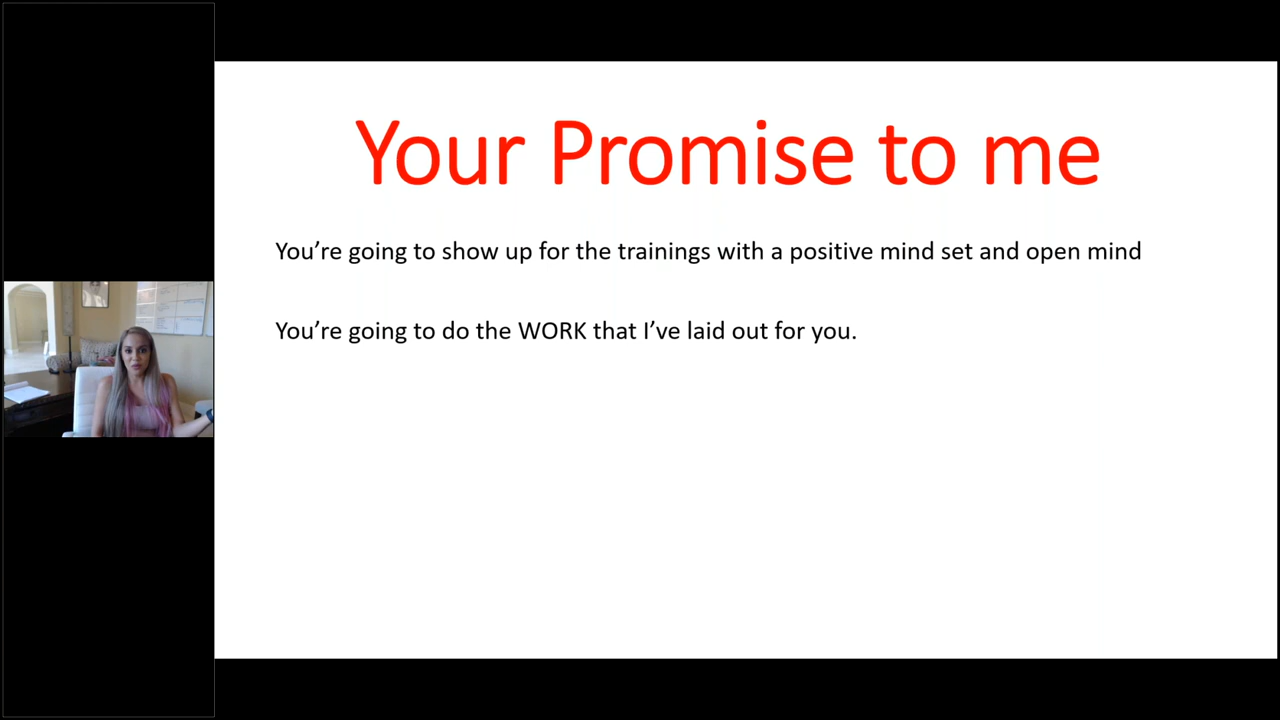 Your Promise to me
You’re going to show up for the trainings with a positive mind set and open mind
You’re going to do the WORK that I’ve laid out for you.